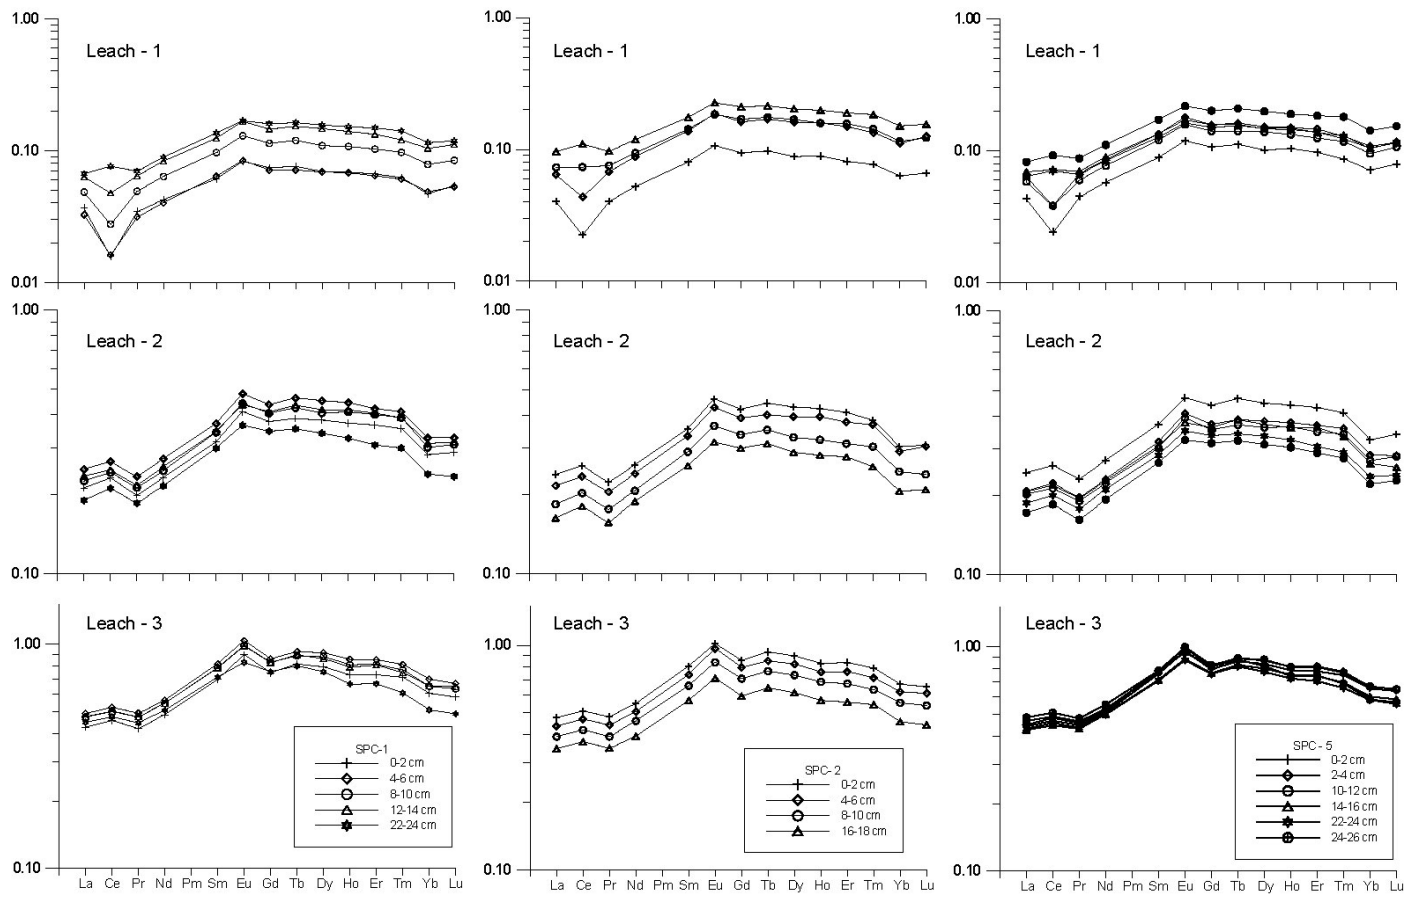 1.00
Leach - 1
0.10
0.01
1.00
Leach - 1
0.10
0.01
1.00
Leach - 1
0.10
0.01
1.00
Leach - 2
0.10
1.00
Leach - 2
0.10
1.00
Leach - 2
0.10
Leach - 3
1.00
SPC-1
0-2 cm
4-6 cm
8-10 cm
12-14 cm
22-24 cm
0.10
La Ce Pr Nd Pm Sm Eu Gd Tb Dy Ho Er Tm Yb Lu
Leach - 3
1.00
SPC- 2
0-2 cm
4-6 cm
8-10 cm
16-18 cm
0.10
La Ce Pr Nd Pm Sm Eu Gd Tb Dy Ho Er Tm Yb Lu
Leach - 3
1.00
SPC - 5
0-2 cm
2-4 cm
10-12 cm
14-16 cm
22-24 cm
24-26 cm
0.10
La Ce Pr Nd Pm Sm Eu Gd Tb Dy Ho Er Tm Yb Lu